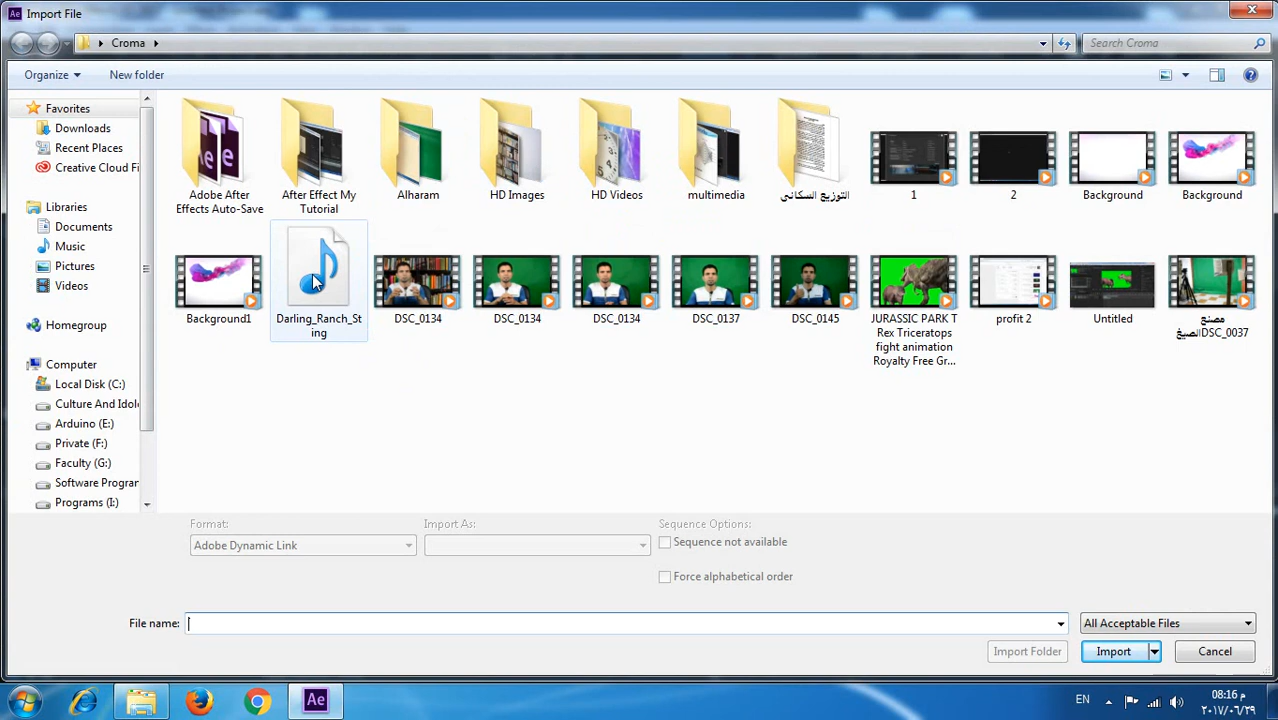 Ae Import File
Croma
Search Croma
Organize
New folder
Favorites
Downloads
Recent Places
Creative Cloud Fi
Libraries
Documents
Music
Pictures
Videos
Homegroup
Computer
Local Disk (C:)
Culture And Idol
Arduino (E:)
Private (F:)
Faculty (G:)
Software Progra
Programs (I:)
Adobe After
Effects Auto-Save
After Effect My
Tutorial
Alharam
HD Images
HD Videos
multimedia
التوزيع السكانى
1
2
Background
Background
Background1
Darling_Ranch_St
ing
DSC_0134
DSC_0134
DSC_0134
DSC_0137
DSC_0145
JURASSIC PARK T
Rex Triceratops
fight animation
Royalty Free Gr...
profit 2
Untitled
مصنع
الصيغDSC_0037
Format:
Import As:
Sequence Options:
Adobe Dynamic Link
Sequence not available
Force alphabetical order
File name:
All Acceptable Files
Import Folder
Import
Cancel
Ae
EN
08:16 م
٢٠١٧/٠٦/٢٩